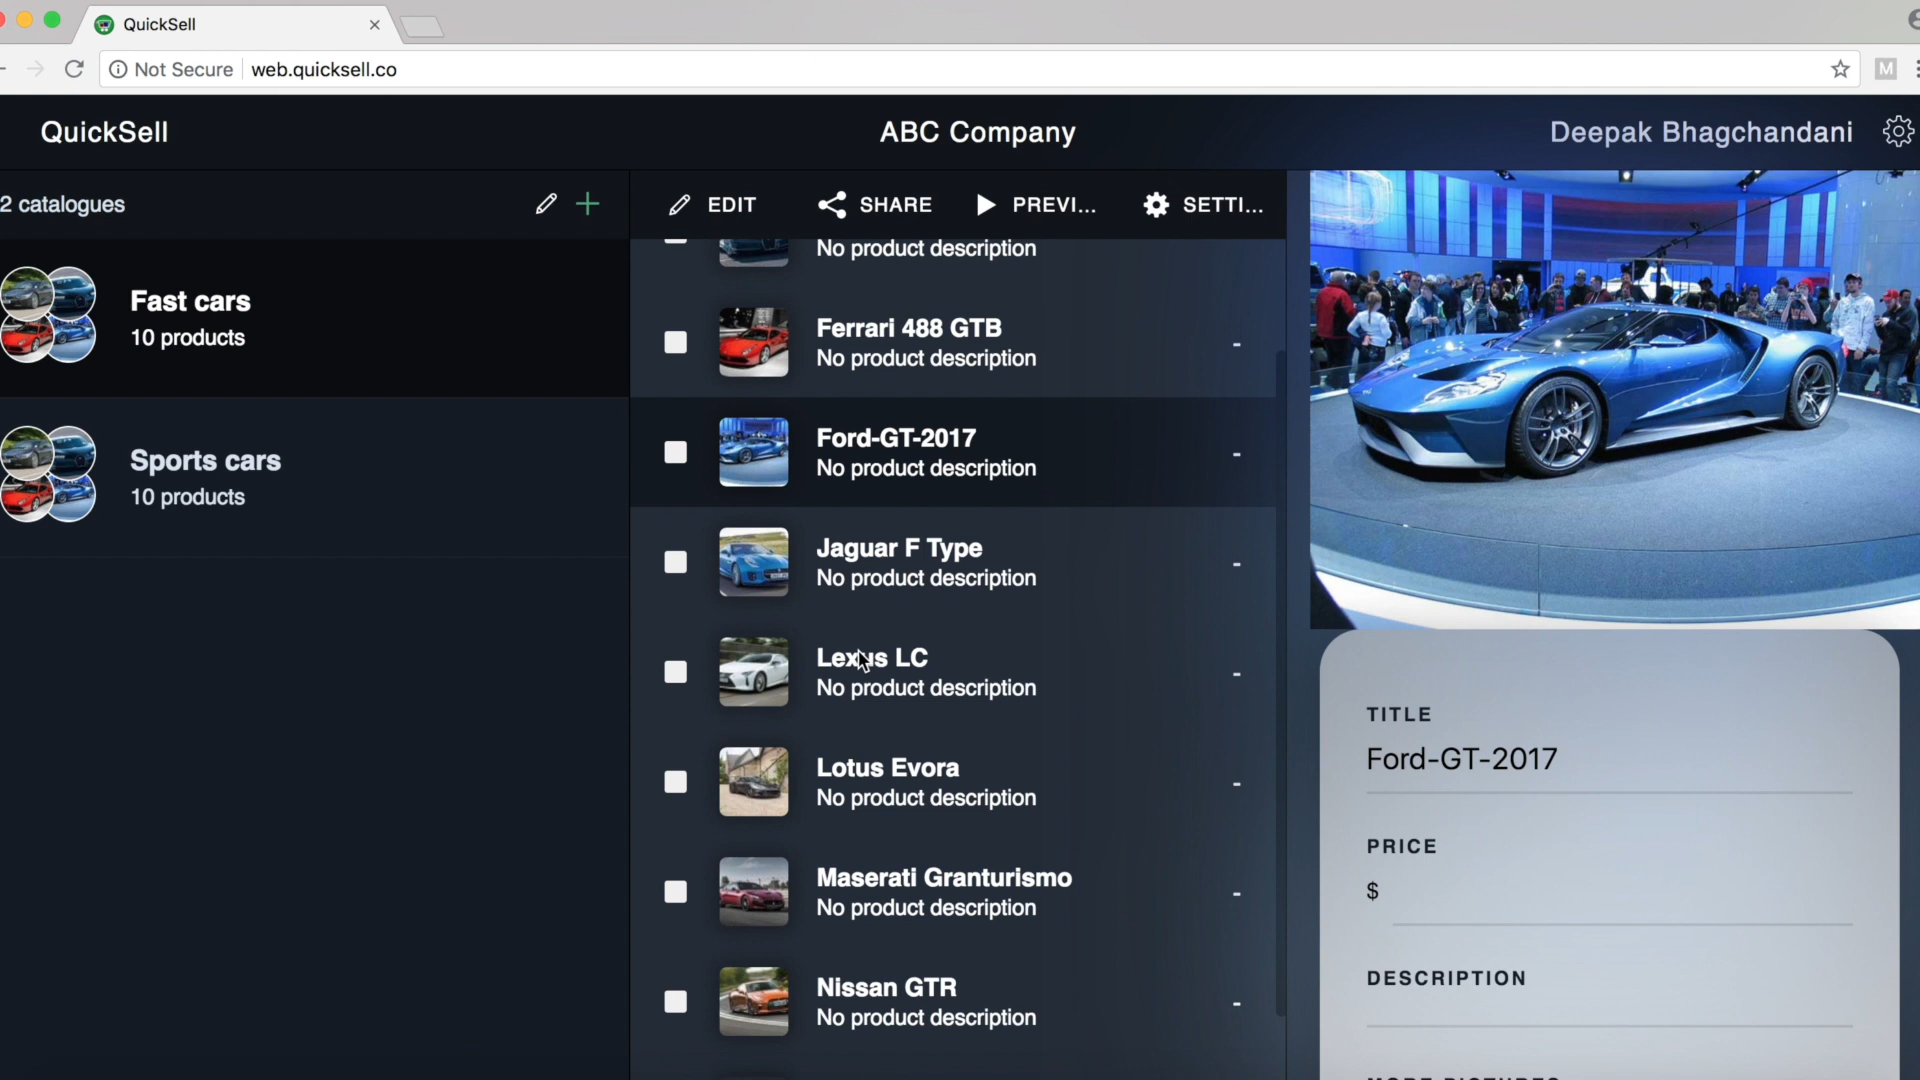 QuickSell
Not Secure
web.quicksell.co
M
QuickSell
ABC Company
Deepak Bhagchandani
2 catalogues
EDIT
SHARE
PREVI...
SETTI...
Fast cars
10 products
Sports cars
10 products
No product description
Ferrari 488 GTB
No product description
-
Ford-GT-2017
No product description
-
Jaguar F Type
No product description
-
Lexus LC
No product description
-
Lotus Evora
No product description
-
Maserati Granturismo
No product description
-
Nissan GTR
No product description
-
TITLE
Ford-GT-2017
PRICE
$
DESCRIPTION
MORE PICTURES